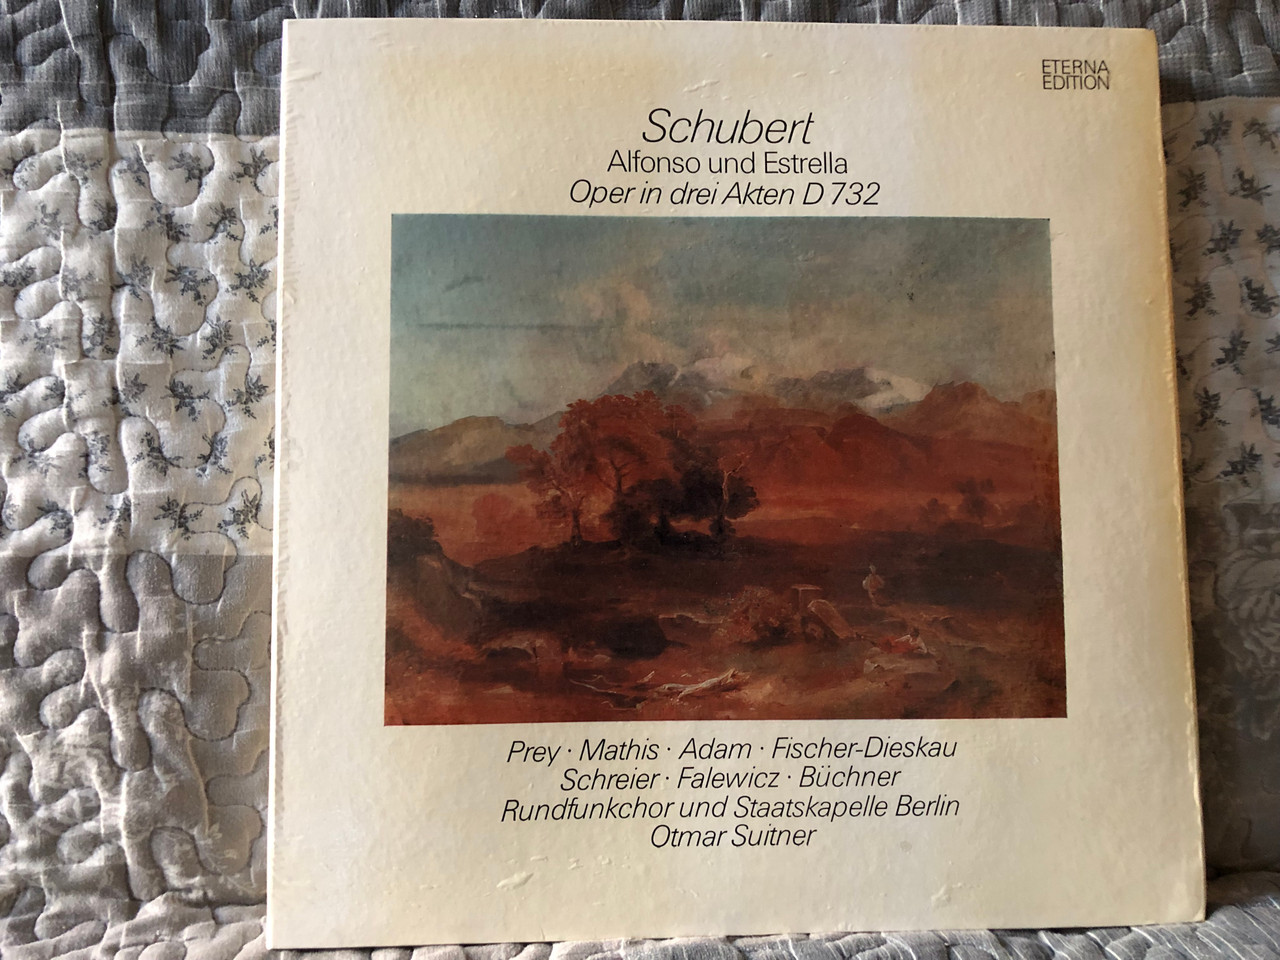 ETERNA
EDITION
Schubert
Alfonso und Estrella
Oper in drei Akten D 732
Prey · Mathis · Adam · Fischer-Dieskau
Schreier · Falewicz · Büchner
Rundfunkchor und Staatskapelle Berlin
Otmar Suitner